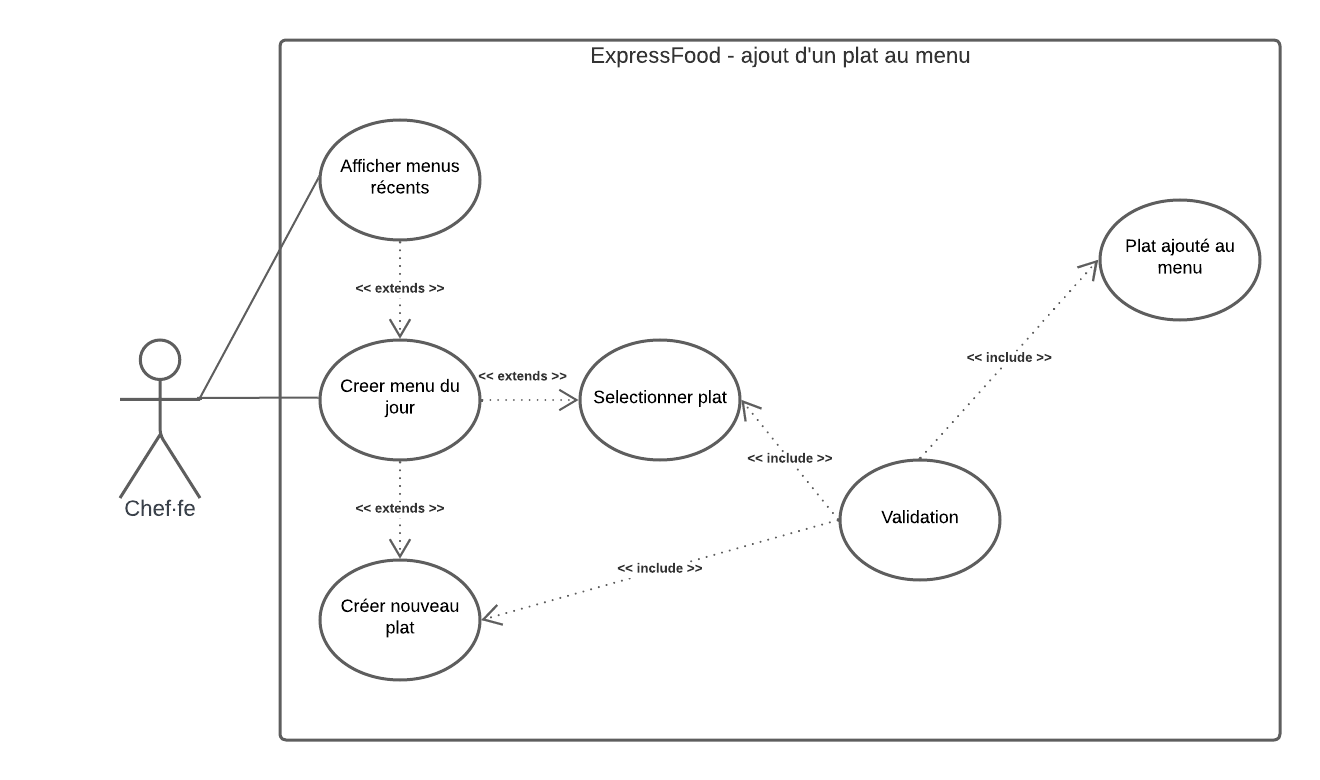 ExpressFood - ajout d'un plat au menu
Afficher menus
récents
Plat ajouté au
menu
<< extends >>
<< include >>
Creer menu du
jour
<< extends >>
Selectionner plat
<< include >>
Chef·fe
<< extends >>
Validation
<< include >>
Créer nouveau
plat